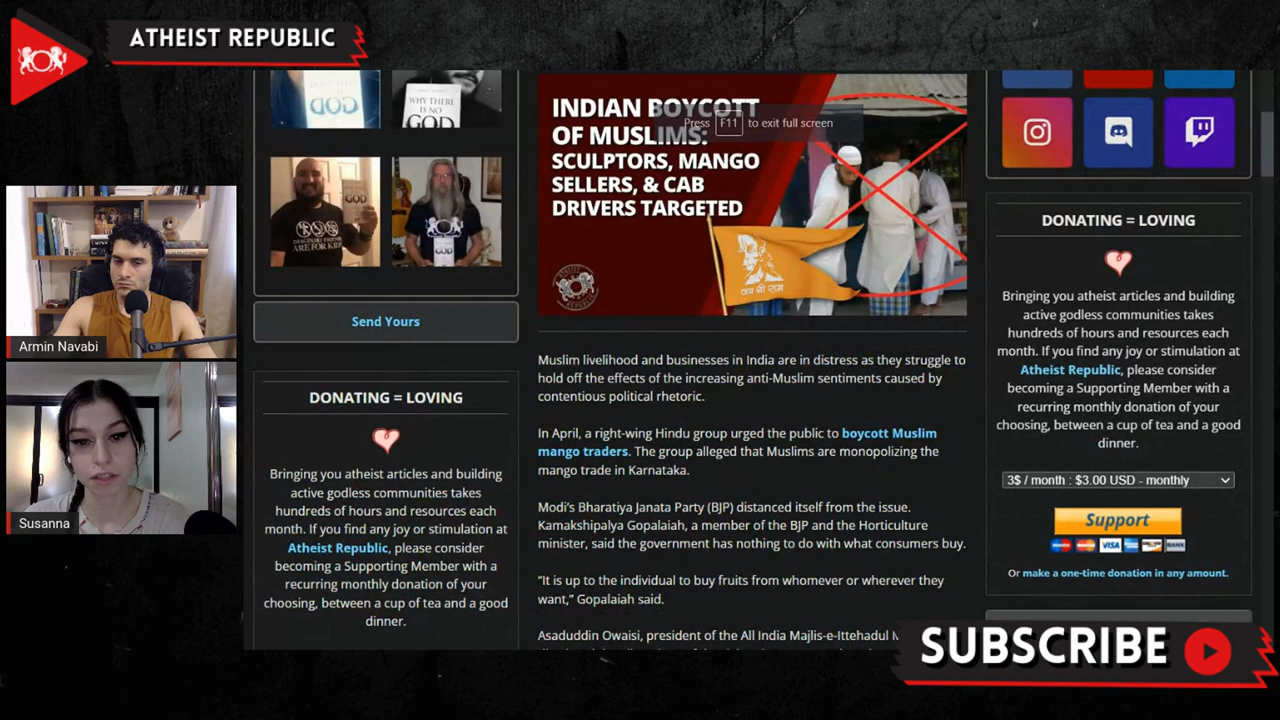 ATHEIST REPUBLIC
Armin Navabi
Susanna
WHY THERE
IS NO
GOD
GOD
GOD
ARE FOR KIDS
GOD
Send Yours
DONATING = LOVING
Bringing you atheist articles and building
active godless communities takes
hundreds of hours and resources each
month. If you find any joy or stimulation at
Atheist Republic, please consider
becoming a Supporting Member with a
recurring monthly donation of your
choosing, between a cup of tea and a good
dinner.
INDIAN BOYCOTT
OF MUSLIMS:
SCULPTORS, MANGO
SELLERS, & CAB
DRIVERS TARGETED
Press F11 to exit full screen
जय श्री राम
Muslim livelihood and businesses in India are in distress as they struggle to
hold off the effects of the increasing anti-Muslim sentiments caused by
contentious political rhetoric.
In April, a right-wing Hindu group urged the public to boycott Muslim
mango traders. The group alleged that Muslims are monopolizing the
mango trade in Karnataka.
Modi's Bharatiya Janata Party (BJP) distanced itself from the issue.
Kamakshipalya Gopalaiah, a member of the BJP and the Horticulture
minister, said the government has nothing to do with what consumers buy.
“It is up to the individual to buy fruits from whomever or wherever they
want,” Gopalaiah said.
Asaduddin Owaisi, president of the All India Majlis-e-Ittehadul
DONATING = LOVING
Bringing you atheist articles and building
active godless communities takes
hundreds of hours and resources each
month. If you find any joy or stimulation at
Atheist Republic, please consider
becoming a Supporting Member with a
recurring monthly donation of your
choosing, between a cup of tea and a good
dinner.
3$ / month : $3.00 USD - monthly
Support
VISA
BANK
Or make a one-time donation in any amount.
SUBSCRIBE